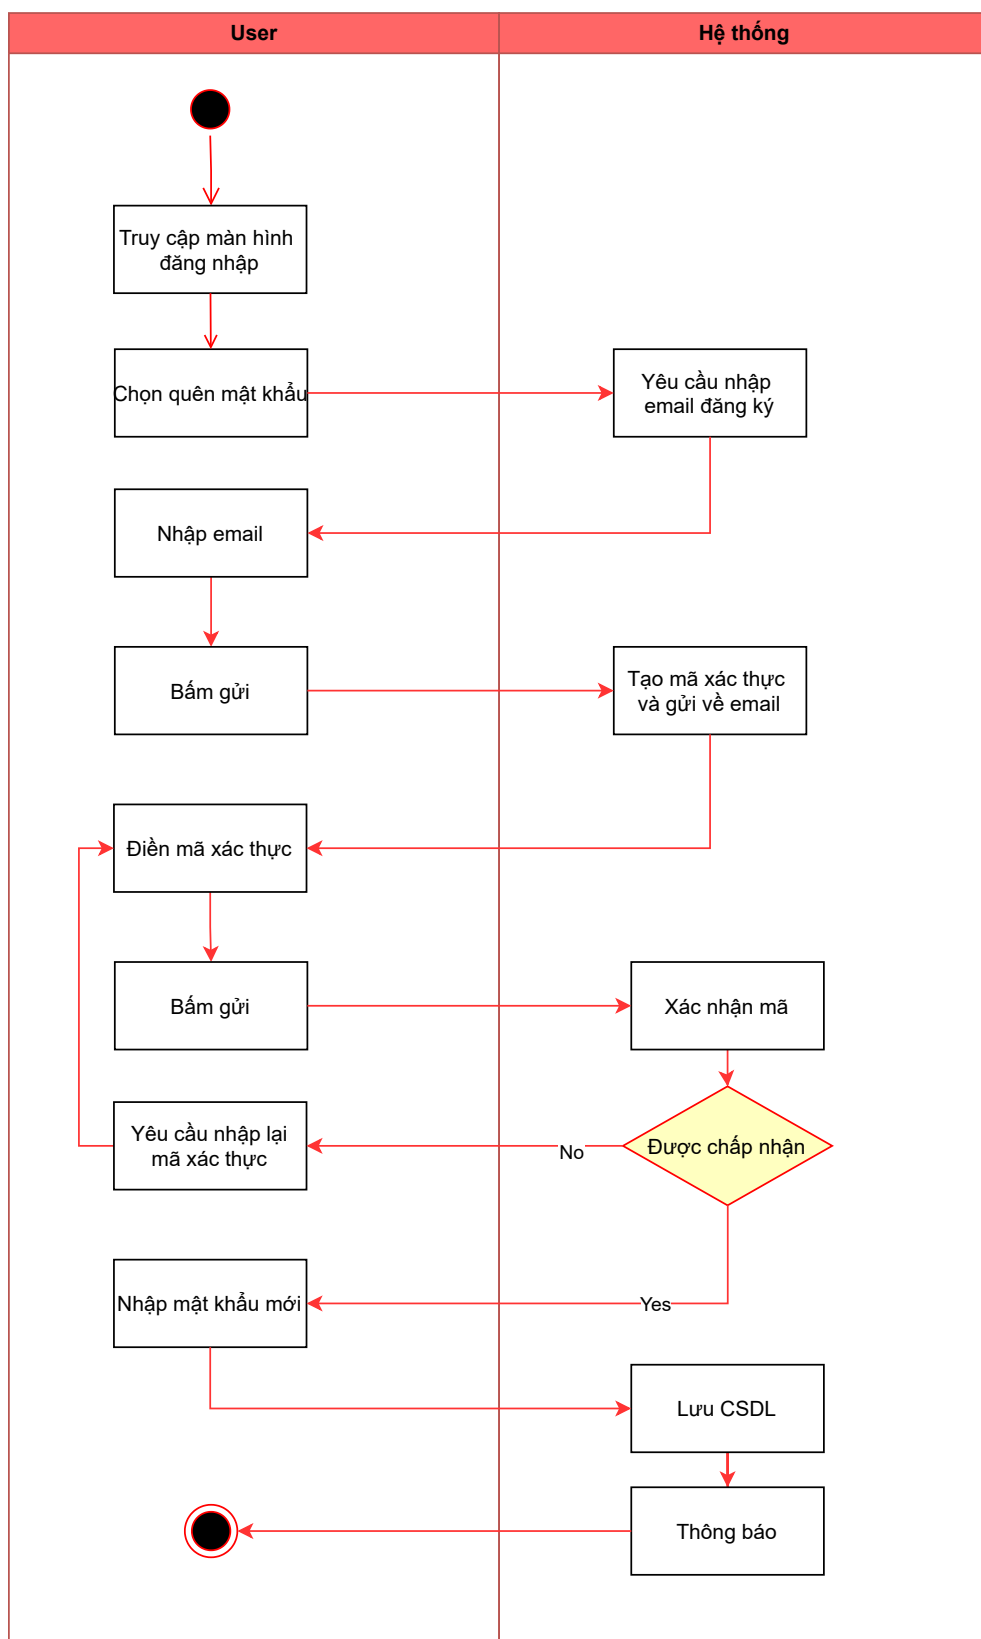 User
Hệ thống
Truy cập màn hình
đăng nhập
Chọn quên mật khẩu
Yêu cầu nhập
email đăng ký
Nhập email
Bấm gửi
Tạo mã xác thực
và gửi về email
Điền mã xác thực
Bấm gửi
Xác nhận mã
Yêu cầu nhập lại
mã xác thực
No
Được chấp nhận
Nhập mật khẩu mới
Yes
Lưu CSDL
Thông báo